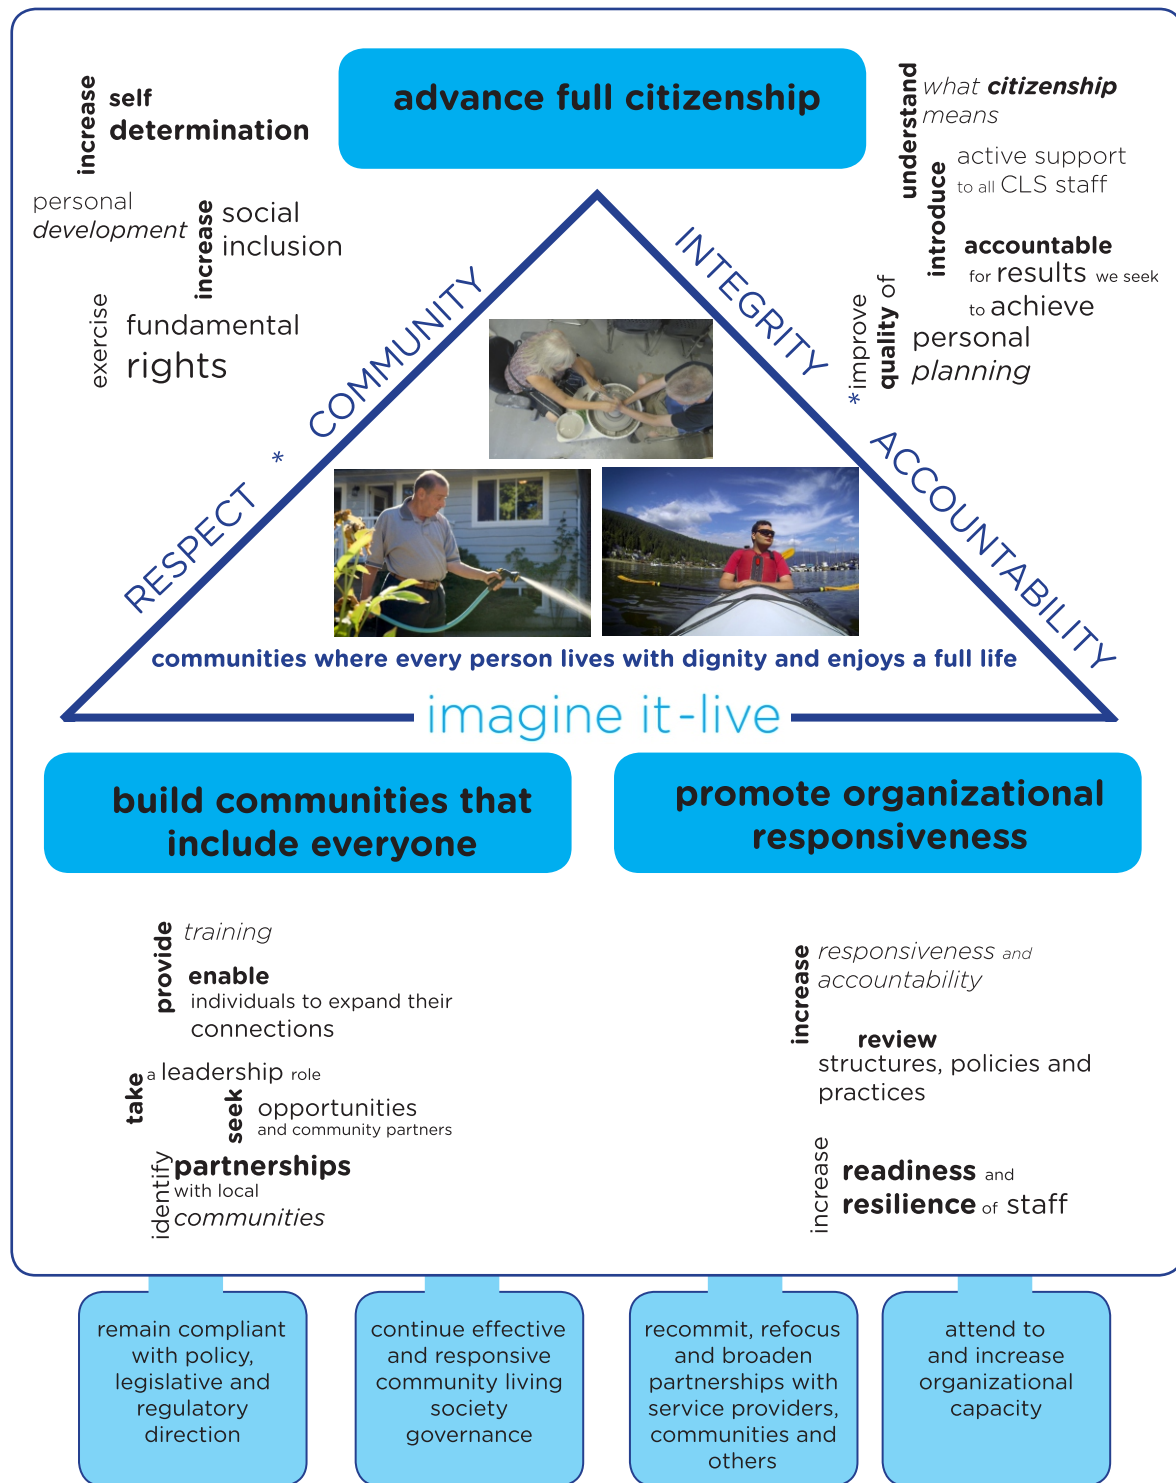 advance full citizenship
increase
self
determination
personal
development
increase
social
inclusion
exercise
fundamental
rights
understand
what citizenship
means
introduce
active support
to all CLS staff
accountable
for results we seek
to achieve
improve
quality of
personal
planning
RESPECT * COMMUNITY
INTEGRITY * ACCOUNTABILITY
communities where every person lives with dignity and enjoys a full life
imagine it-live
build communities that
include everyone
provide
training
enable
individuals to expand their
connections
take
a leadership role
seek
opportunities
and community partners
identify
partnerships
with local
communities
promote organizational
responsiveness
increase
responsiveness and
accountability
review
structures, policies and
practices
increase
readiness and
resilience of staff
remain compliant
with policy,
legislative and
regulatory
direction
continue effective
and responsive
community living
society
governance
recommit, refocus
and broaden
partnerships with
service providers,
communities and
others
attend to
and increase
organizational
capacity